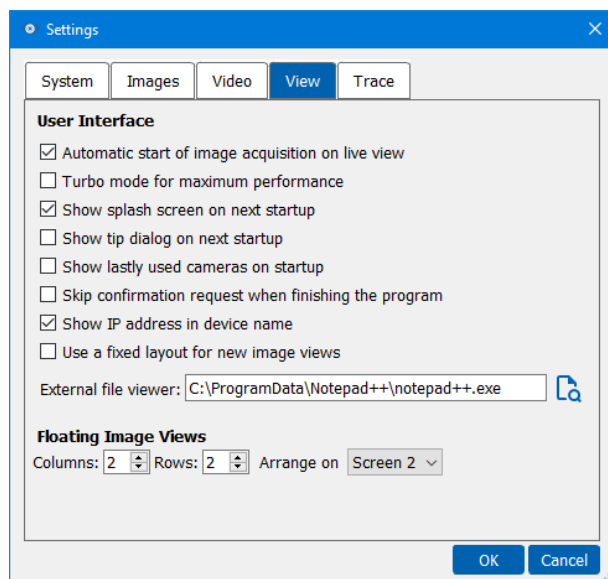 Settings
System Images Video View Trace
User Interface
Automatic start of image acquisition on live view
Turbo mode for maximum performance
Show splash screen on next startup
Show tip dialog on next startup
Show lastly used cameras on startup
Skip confirmation request when finishing the program
Show IP address in device name
Use a fixed layout for new image views
External file viewer: C:\ProgramData\Notepad++\notepad++.exe
Floating Image Views
Columns: 2 Rows: 2 Arrange on Screen 2
OK Cancel